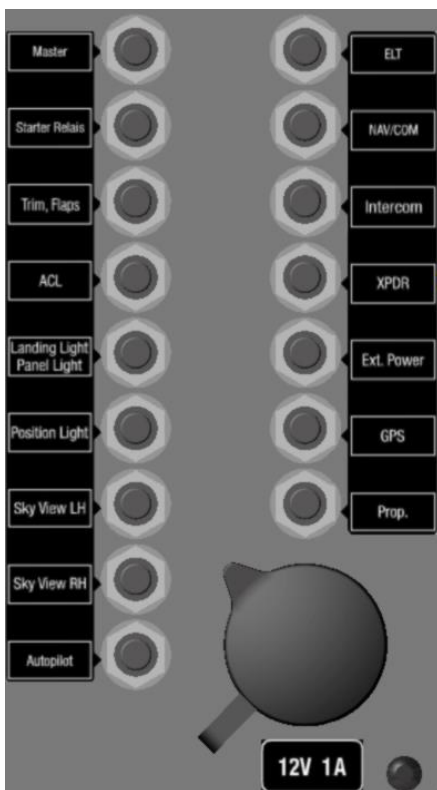 Master
Starter Relais
Trim, Flaps
ACL
Landing Light
Panel Light
Position Light
Sky View LH
Sky View RH
Autopilot
ELT
NAV/COM
Intercom
XPDR
Ext. Power
GPS
Prop.
12V 1A